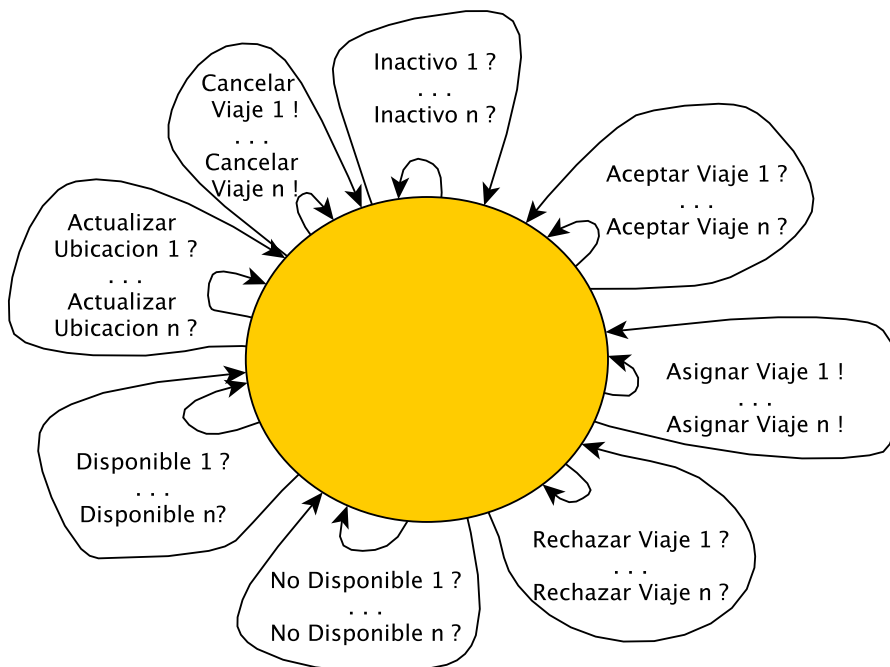 Inactivo 1 ?
. . .
Inactivo n ?
Cancelar
Viaje 1 !
. . .
Cancelar
Viaje n !
Aceptar Viaje 1 ?
. . .
Aceptar Viaje n ?
Actualizar
Ubicacion 1 ?
. . .
Actualizar
Ubicacion n ?
Asignar Viaje 1 !
. . .
Asignar Viaje n !
Disponible 1 ?
. . .
Disponible n?
Rechazar Viaje 1 ?
. . .
Rechazar Viaje n ?
No Disponible 1 ?
. . .
No Disponible n ?